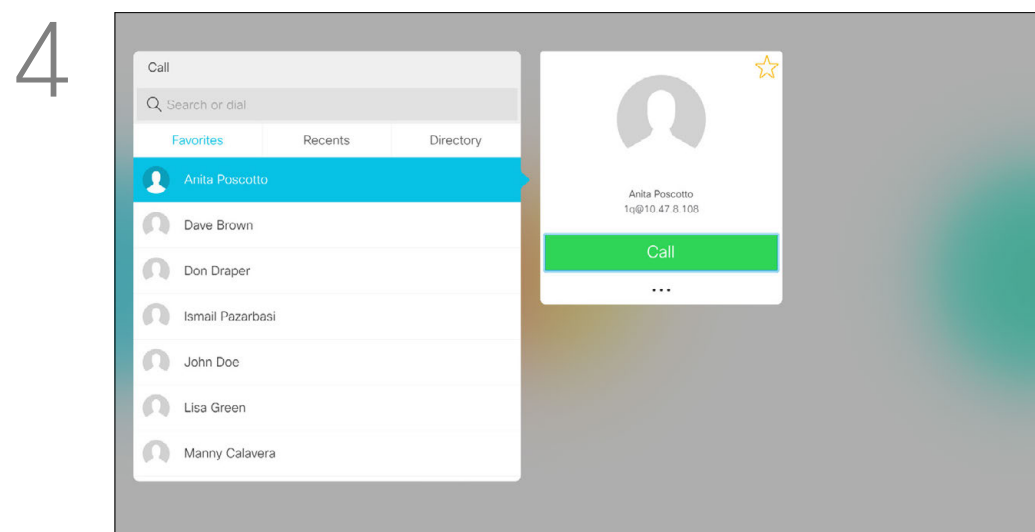 4
Call
Search or dial
Favorites Recents Directory
Anita Poscotto
Dave Brown
Don Draper
Ismail Pazarbasi
John Doe
Lisa Green
Manny Calavera
Anita Poscotto
1q@10.47.8.108
Call
...